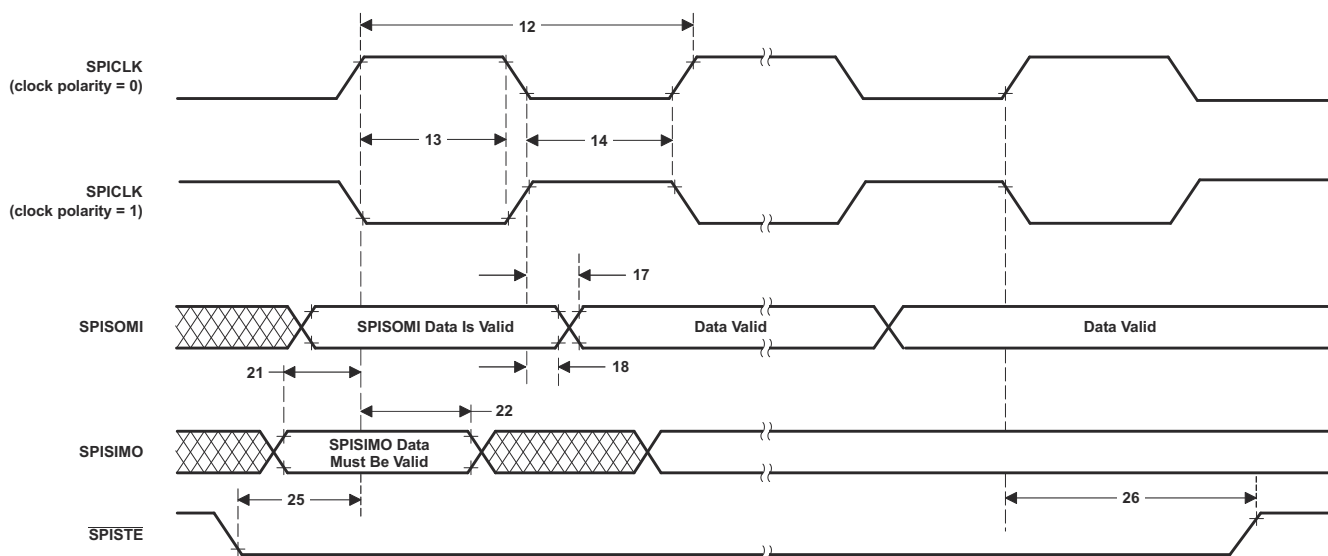 12
SPICLK
(clock polarity = 0)
13
14
SPICLK
(clock polarity = 1)
17
SPISOMI
SPISOMI Data Is Valid
Data Valid
Data Valid
21
18
22
SPISIMO
SPISIMO Data
Must Be Valid
25
26
SPISTE